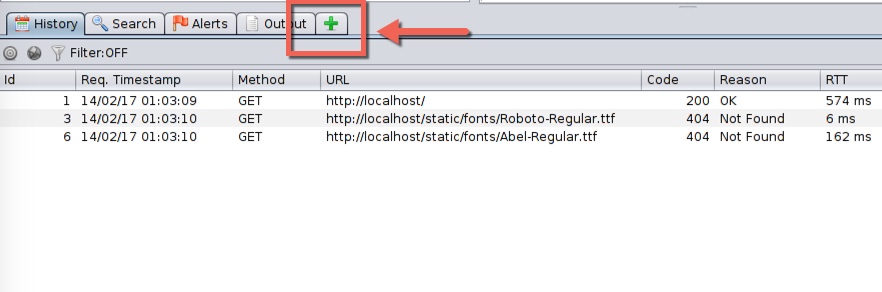 History Search Alerts Output
Filter:OFF
Id Req. Timestamp Method URL Code Reason RTT
1 14/02/17 01:03:09 GET http://localhost/ 200 OK 574 ms
3 14/02/17 01:03:10 GET http://localhost/static/fonts/Roboto-Regular.ttf 404 Not Found 6 ms
6 14/02/17 01:03:10 GET http://localhost/static/fonts/Abel-Regular.ttf 404 Not Found 162 ms